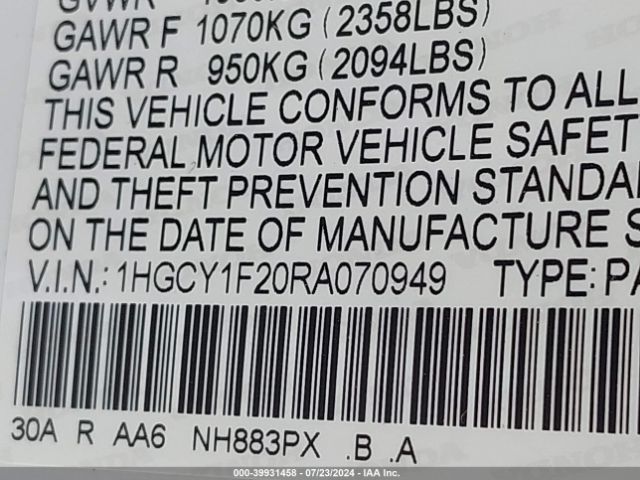 GAWR F 1070KG (2358LBS)
GAWR R 950KG (2094LBS)
THIS VEHICLE CONFORMS TO ALL
FEDERAL MOTOR VEHICLE SAFET
AND THEFT PREVENTION STANDA
ON THE DATE OF MANUFACTURE S
V.I.N.: 1HGCY1F20RA070949 TYPE: PA
30A R AA6 NH883PX .B .A
000-39931458 - 07/23/2024 - IAA Inc.